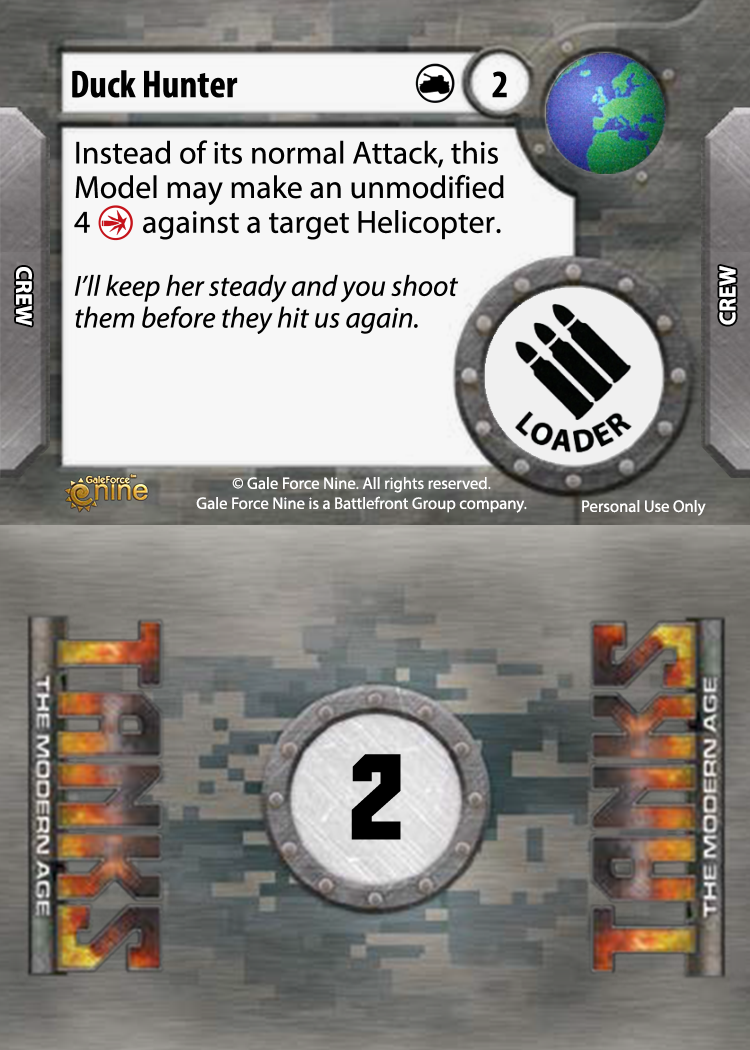 Duck Hunter
2
Instead of its normal Attack, this
Model may make an unmodified
4 against a target Helicopter.
I'll keep her steady and you shoot
them before they hit us again.
CREW
CREW
LOADER
GaleForce™
nine
© Gale Force Nine. All rights reserved.
Gale Force Nine is a Battlefront Group company.
Personal Use Only
TANKS
THE MODERN AGE
2
TANKS
THE MODERN AGE